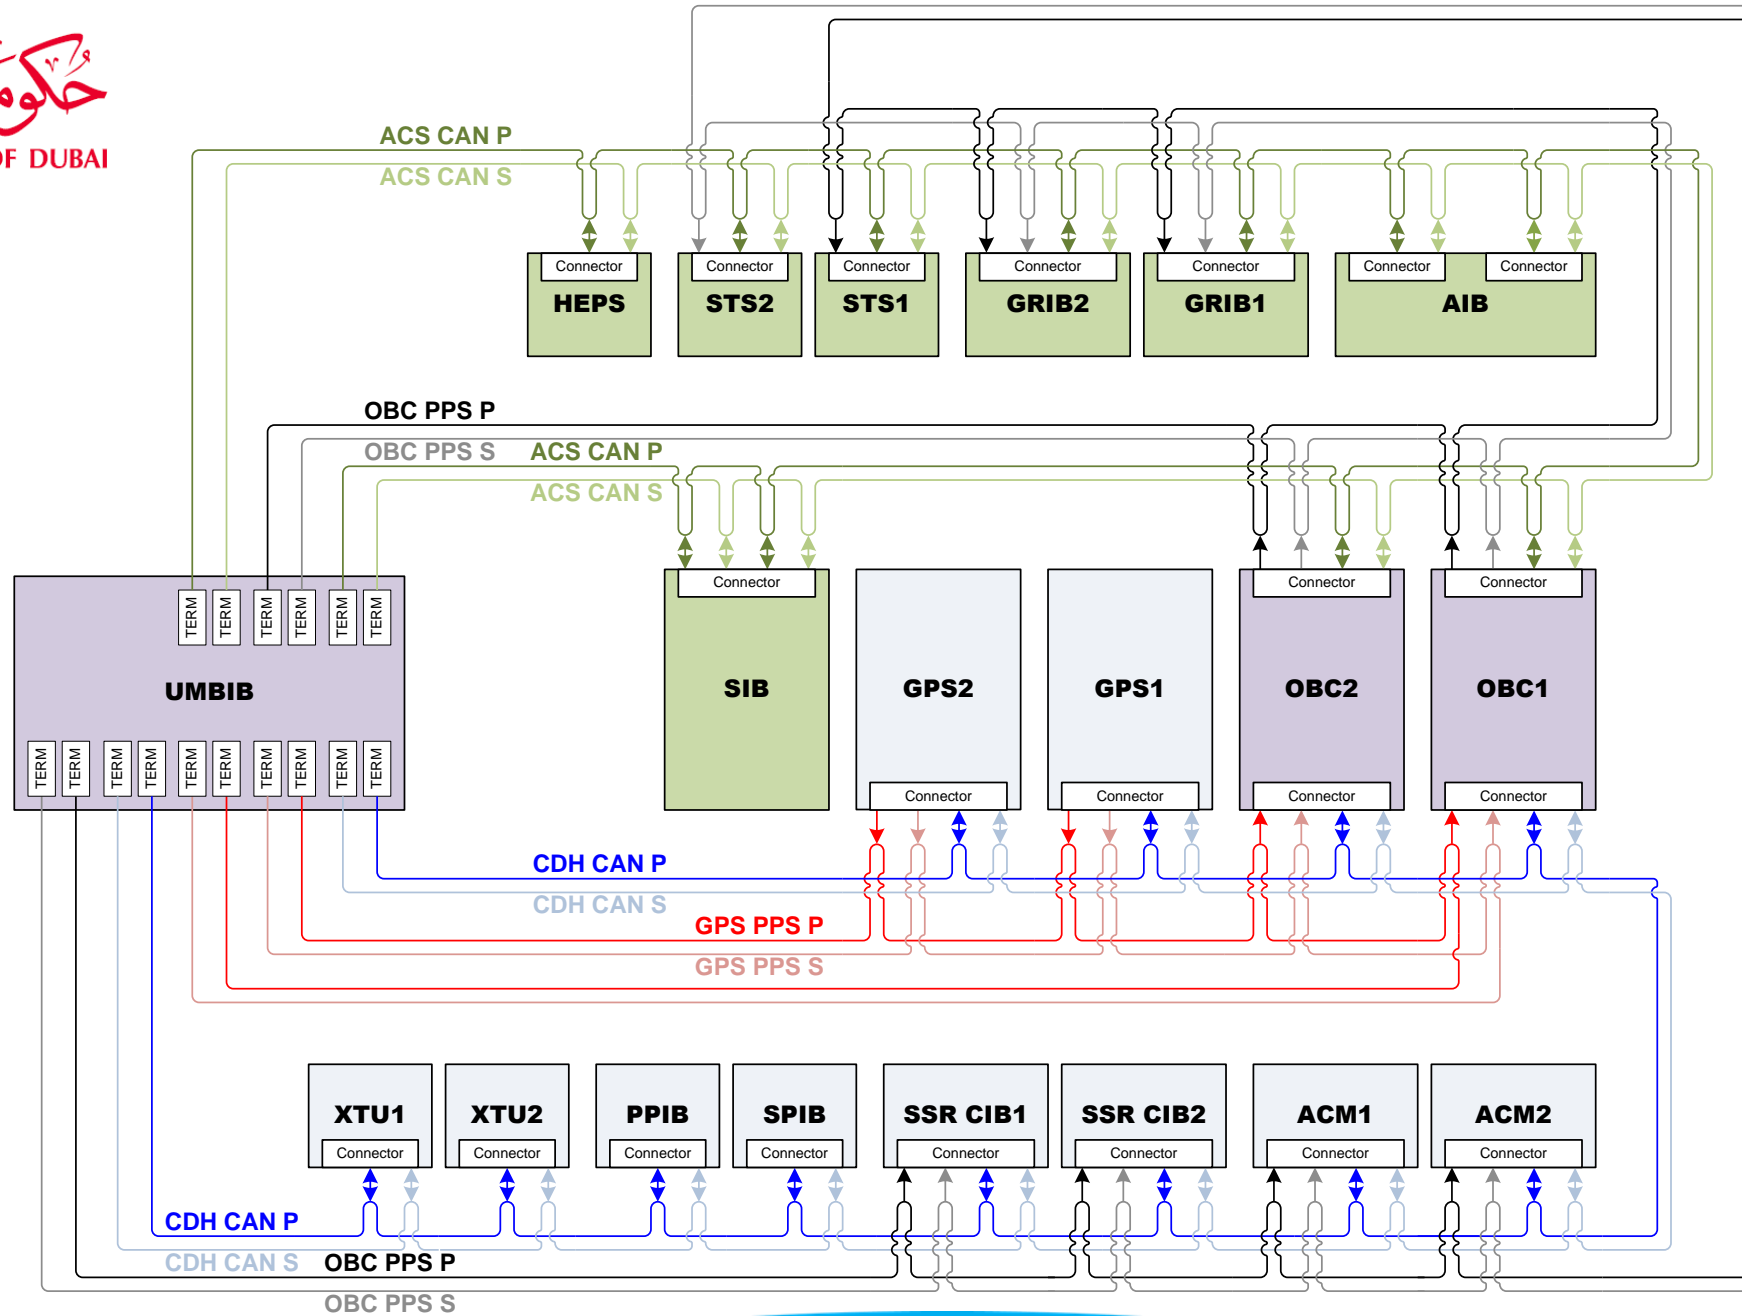 حكومة
OF DUBAI
ACS CAN P
ACS CAN S
Connector
Connector
Connector
Connector
Connector
Connector
Connector
HEPS
STS2
STS1
GRIB2
GRIB1
AIB
OBC PPS P
OBC PPS S
ACS CAN P
ACS CAN S
TERM
TERM
TERM
TERM
TERM
TERM
Connector
Connector
Connector
UMBIB
SIB
GPS2
GPS1
OBC2
OBC1
TERM
TERM
TERM
TERM
TERM
TERM
TERM
TERM
TERM
TERM
Connector
Connector
Connector
Connector
CDH CAN P
CDH CAN S
GPS PPS P
GPS PPS S
XTU1
XTU2
PPIB
SPIB
SSR CIB1
SSR CIB2
ACM1
ACM2
Connector
Connector
Connector
Connector
Connector
Connector
Connector
Connector
CDH CAN P
CDH CAN S
OBC PPS P
OBC PPS S